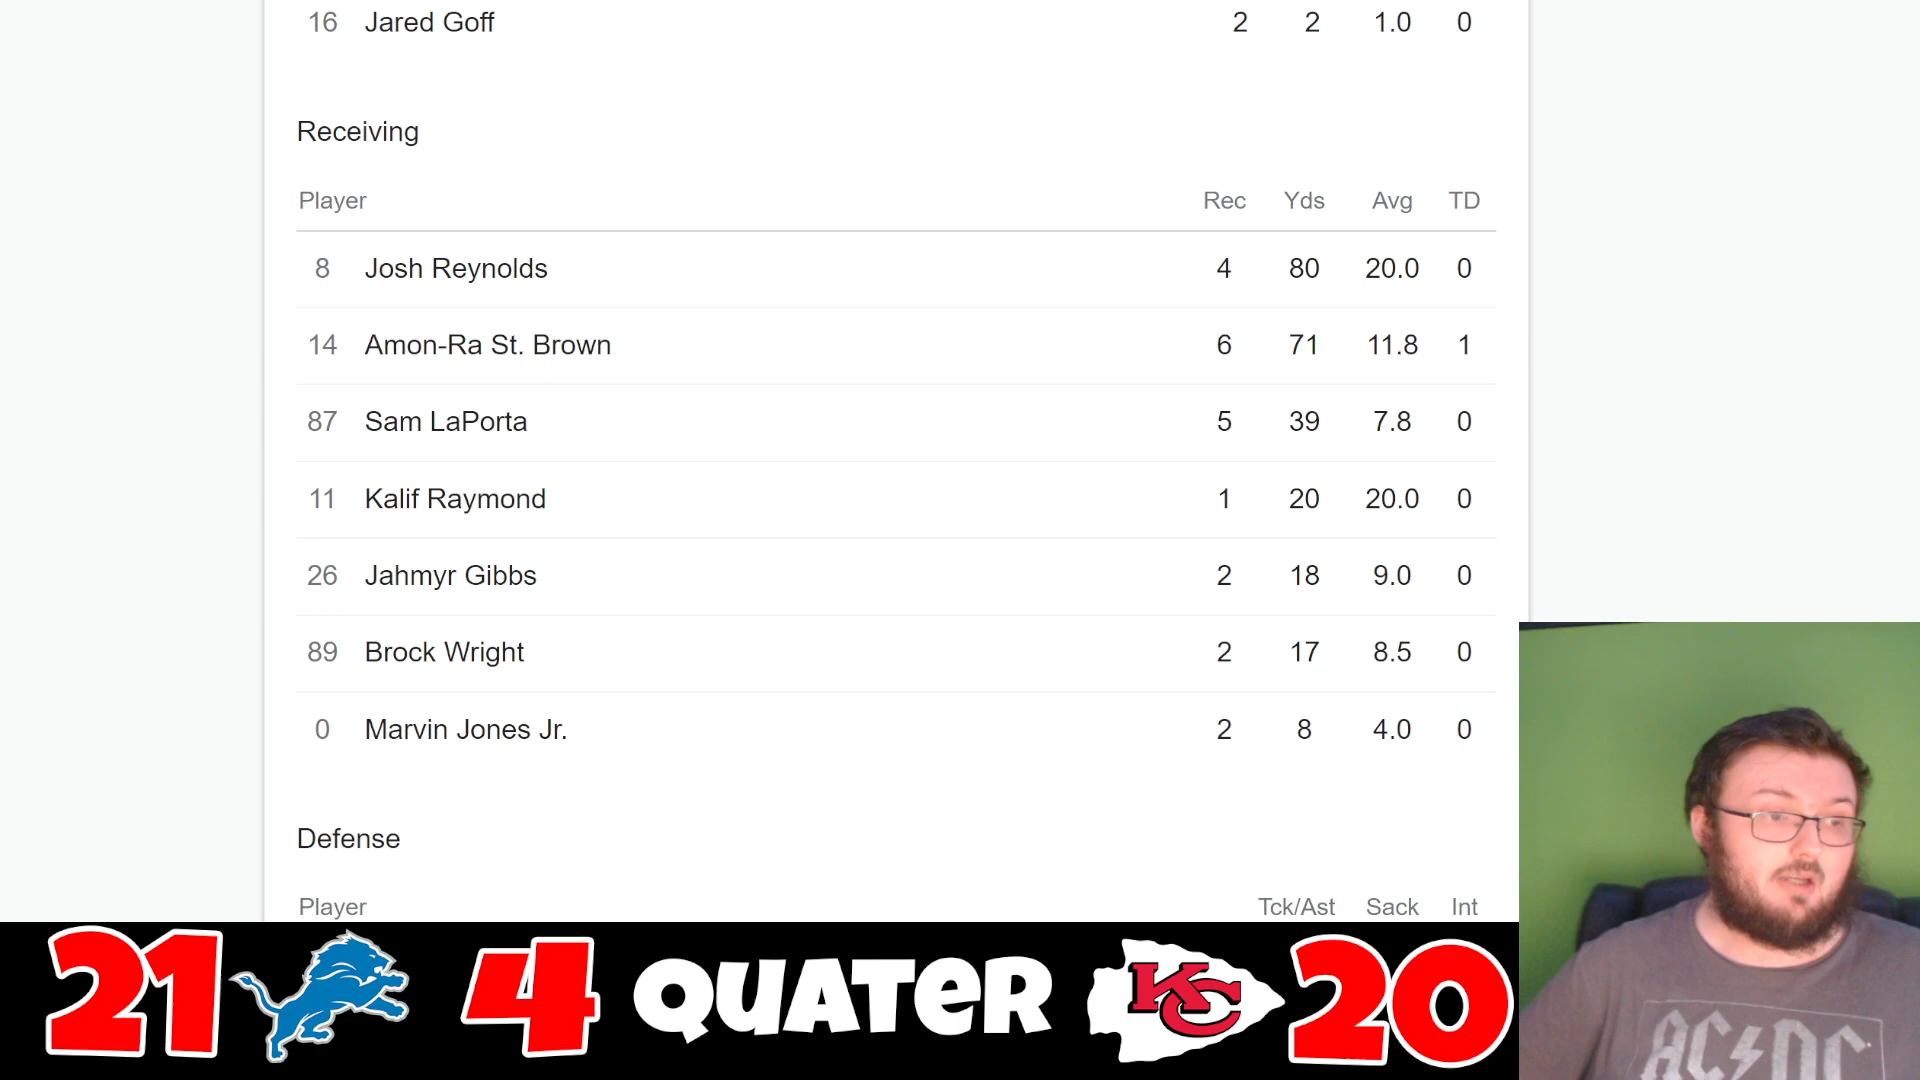 16 Jared Goff 2 2 1.0 0
Receiving
Player Rec Yds Avg TD
8 Josh Reynolds 4 80 20.0 0
14 Amon-Ra St. Brown 6 71 11.8 1
87 Sam LaPorta 5 39 7.8 0
11 Kalif Raymond 1 20 20.0 0
26 Jahmyr Gibbs 2 18 9.0 0
89 Brock Wright 2 17 8.5 0
0 Marvin Jones Jr. 2 8 4.0 0
Defense
Player Tck/Ast Sack Int
21 4 QUATER KC 20
AC DC